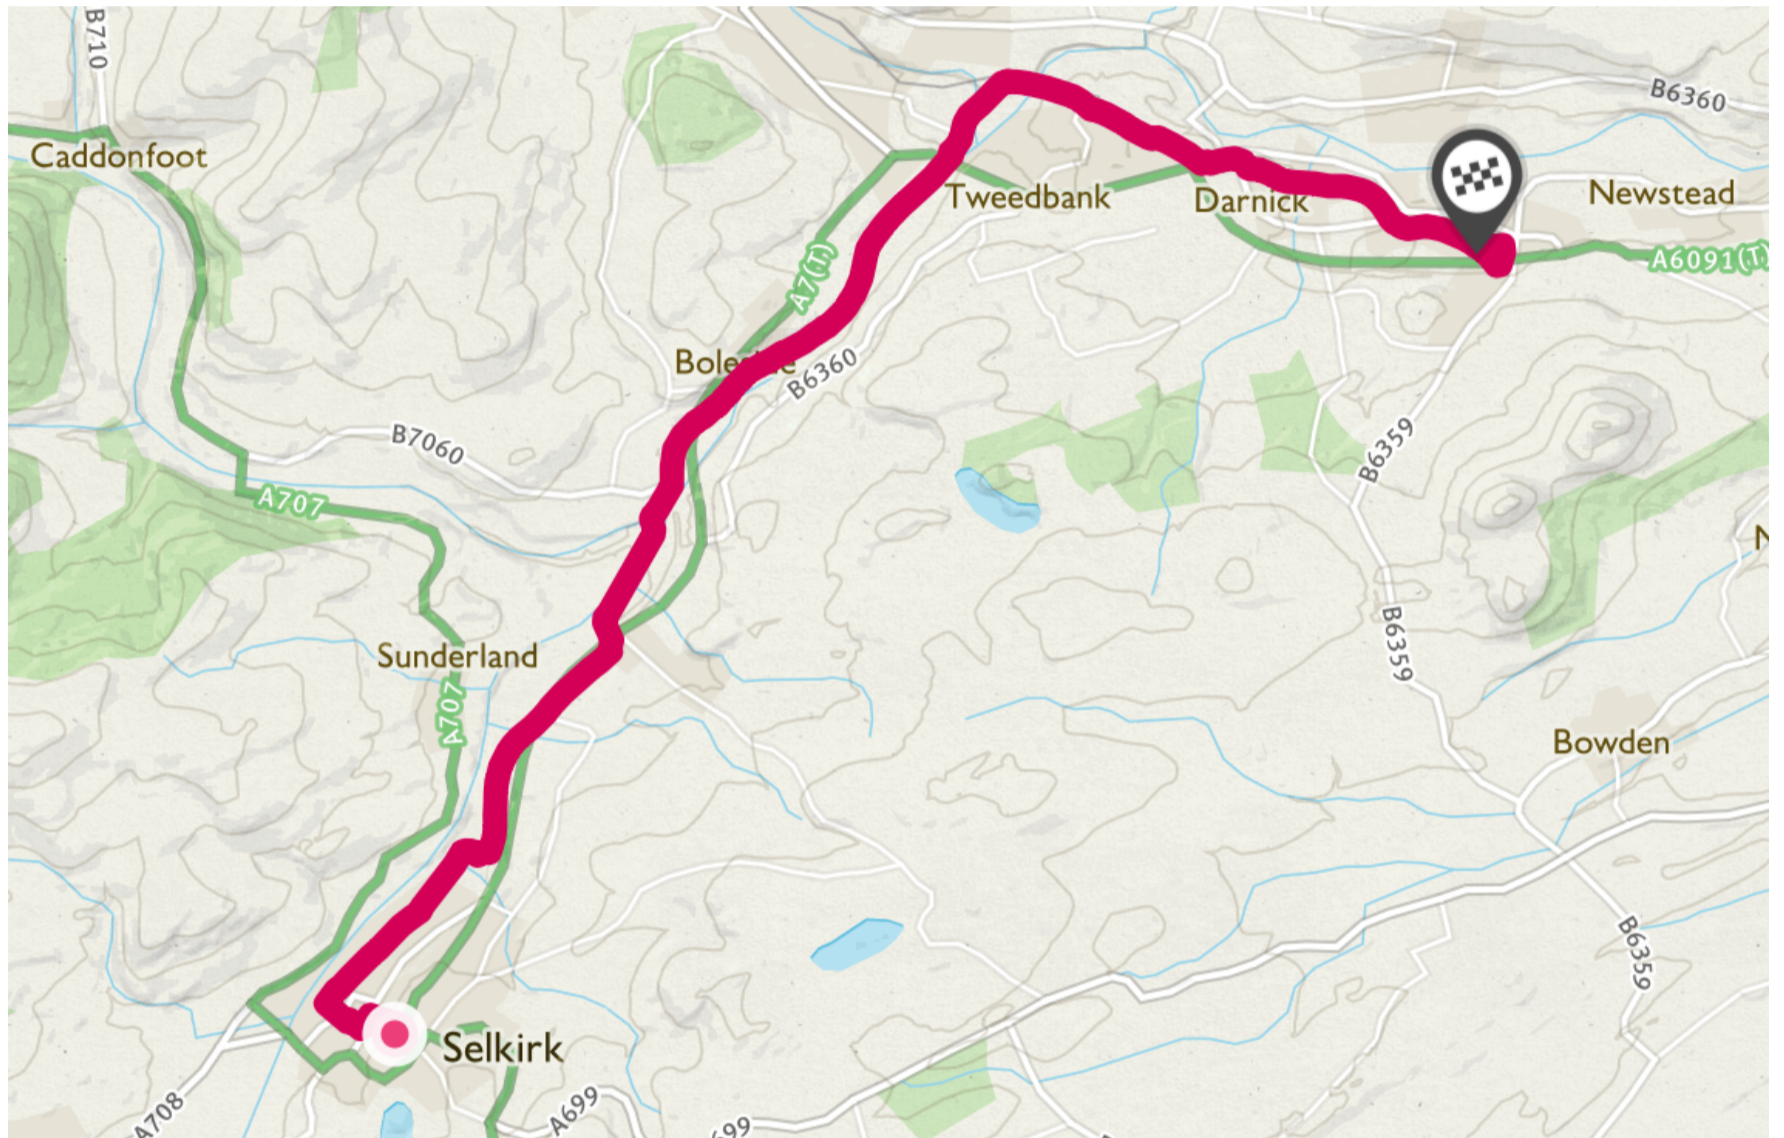 B710
B6360
Caddonfoot
Tweedbank
Darnick
Newstead
A7(T)
A6091(T)
B6360
B7060
B6359
A707
B6359
Sunderland
A707
Bowden
B6359
Selkirk
A708
A699